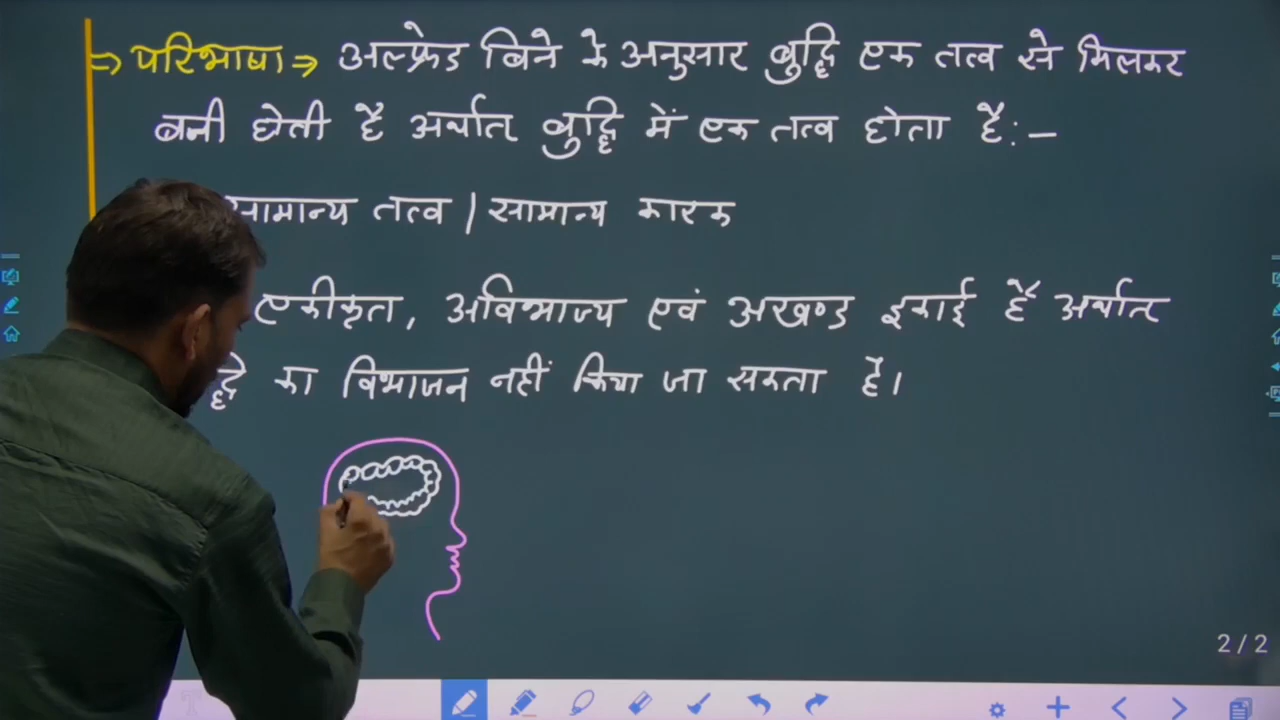 → परिभाषा ⇒ अल्फ्रेड बिने के अनुसार बुद्धि एक तत्व से मिलकर
बनी होती है अर्थात बुद्धि में एक तत्व होता है:-
सामान्य तत्व / सामान्य कारक
एकीकृत, अविभाज्य एवं अखण्ड इकाई है अर्थात
का विभाजन नहीं किया जा सकता है।
2/2